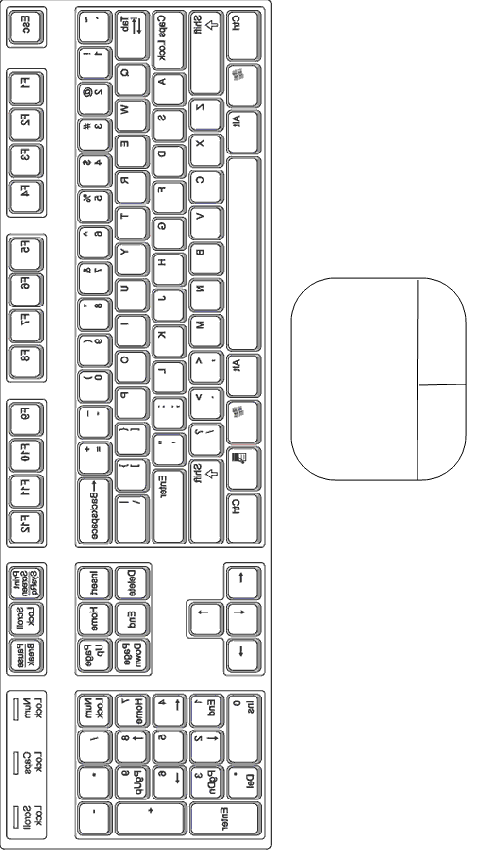 Esc
F1
F2
F3
F4
F5
F6
F7
F8
F9
F10
F11
F12
Print
Screen
SysRq
Scroll
Lock
Pause
Break
Num
Lock
Caps
Lock
Scroll
Lock
~
1 !
2 @
3 #
4 $
5 %
6 ^
7 &
8 *
9 (
0 )
- _
= +
←Backspace
Insert
Home
Page
Up
Num
Lock
/
*
-
Tab
Q
W
E
R
T
Y
U
I
O
P
{ [
} ]
\ |
Delete
End
Page
Down
7
Home
8
↑
9
PgUp
+
Caps Lock
A
S
D
F
G
H
J
K
L
: ;
" '
Enter
4
←
5
6
→
⇧
Shift
Z
X
C
V
B
N
M
< ,
> .
? /
⇧
Shift
↑
1
End
2
↓
3
PgDn
Enter
Ctrl
Alt
Alt
Ctrl
←
↓
→
0
Ins
.
Del